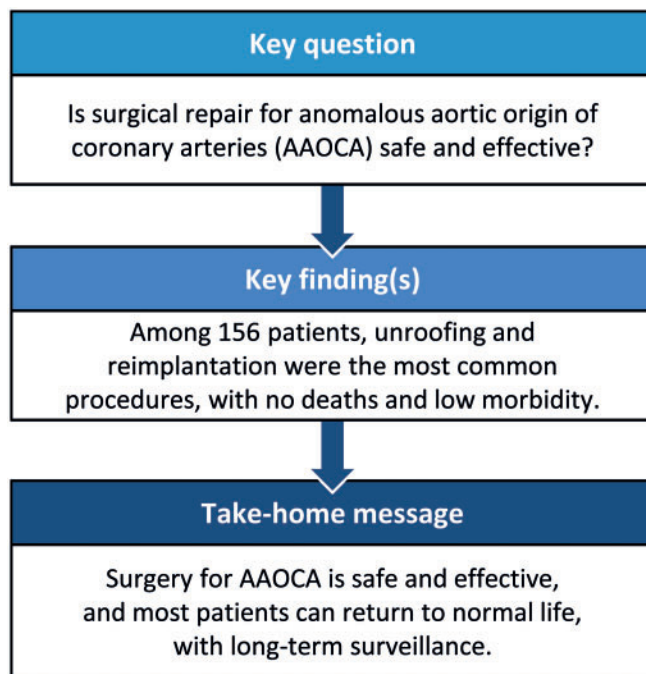 Key question
Is surgical repair for anomalous aortic origin of
coronary arteries (AAOCA) safe and effective?
Key finding(s)
Among 156 patients, unroofing and
reimplantation were the most common
procedures, with no deaths and low morbidity.
Take-home message
Surgery for AAOCA is safe and effective,
and most patients can return to normal life,
with long-term surveillance.